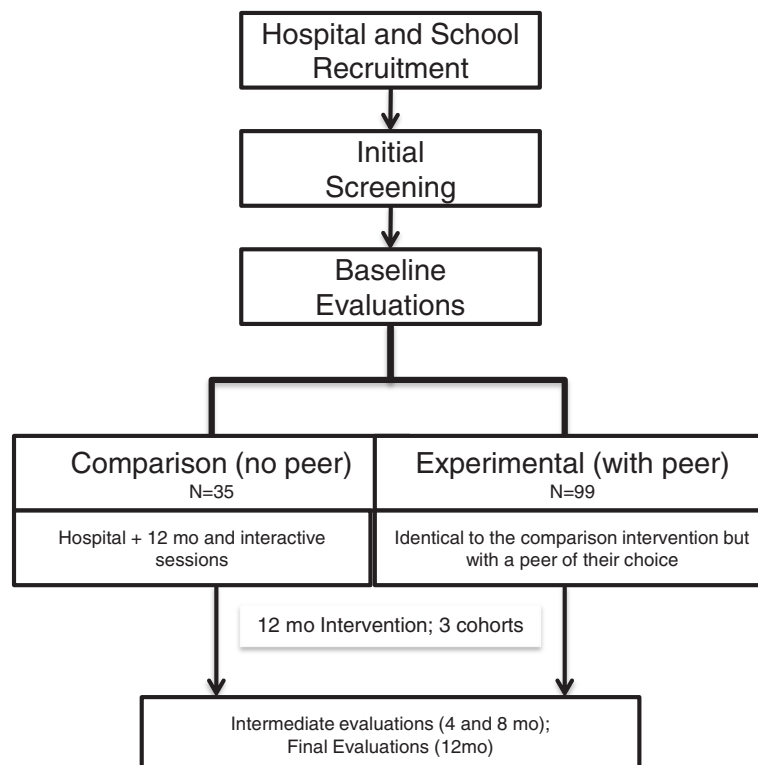 Hospital and School
Recruitment
Initial
Screening
Baseline
Evaluations
Comparison (no peer)
N=35
Hospital + 12 mo and interactive
sessions
Experimental (with peer)
N=99
Identical to the comparison intervention but
with a peer of their choice
12 mo Intervention; 3 cohorts
Intermediate evaluations (4 and 8 mo);
Final Evaluations (12mo)